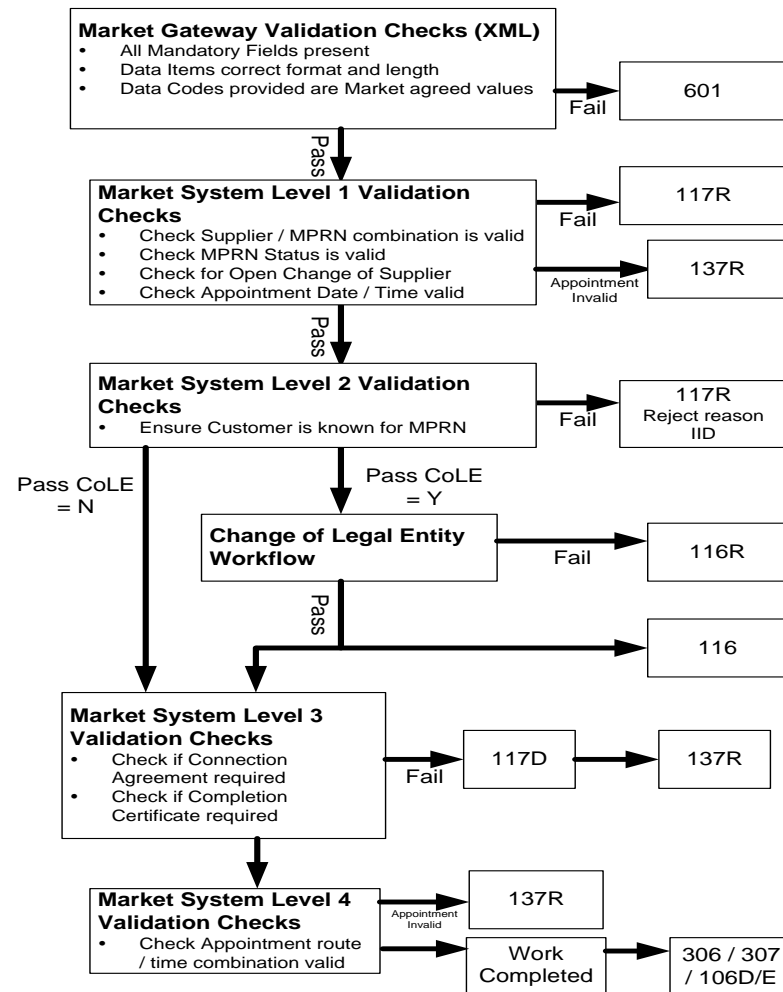 Market Gateway Validation Checks (XML)
• All Mandatory Fields present
• Data Items correct format and length
• Data Codes provided are Market agreed values
Fail
601
Pass
Market System Level 1 Validation
Checks
• Check Supplier / MPRN combination is valid
• Check MPRN Status is valid
• Check for Open Change of Supplier
• Check Appointment Date / Time valid
Fail
117R
Appointment
Invalid
137R
Pass
Market System Level 2 Validation
Checks
• Ensure Customer is known for MPRN
Fail
117R
Reject reason
IID
Pass CoLE
= N
Pass CoLE
= Y
Change of Legal Entity
Workflow
Fail
116R
Pass
116
Market System Level 3
Validation Checks
• Check if Connection
Agreement required
• Check if Completion
Certificate required
Fail
117D
137R
Market System Level 4
Validation Checks
• Check Appointment route
/ time combination valid
Appointment
Invalid
137R
Work
Completed
306 / 307
/ 106D/E